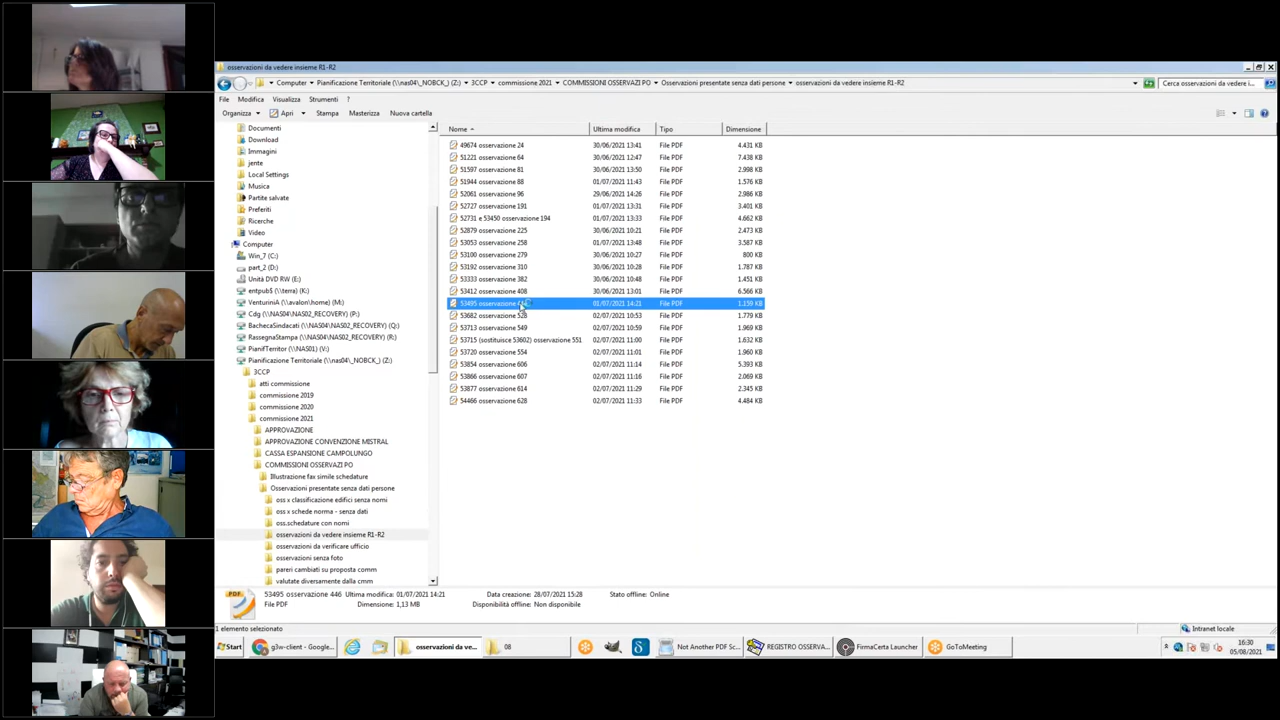 osservazioni da vedere insieme R1-R2
Computer ▸ Pianificazione Territoriale (\\nas04\_NOBCK_) (Z:) ▸ 3CCP ▸ commissione 2021 ▸ COMMISSIONI OSSERVAZI PO ▸ Osservazioni presentate senza dati persone ▸ osservazioni da vedere insieme R1-R2
Cerca osservazioni da vedere i...
File Modifica Visualizza Strumenti ?
Organizza Apri Stampa Masterizza Nuova cartella
Documenti
Download
Immagini
jente
Local Settings
Musica
Partite salvate
Preferiti
Ricerche
Video
Computer
Win_7 (C:)
part_2 (D:)
Unità DVD RW (E:)
entpub$ (\\terra) (K:)
VenturiniA (\\avalon\home) (M:)
Cdg (\\NAS04\NAS02_RECOVERY) (P:)
BachecaSindacati (\\NAS04\NAS02_RECOVERY) (Q:)
RassegnaStampa (\\NAS04\NAS02_RECOVERY) (R:)
PianifTerritor (\\NAS01) (V:)
Pianificazione Territoriale (\\nas04\_NOBCK_) (Z:)
3CCP
atti commissione
commissione 2019
commissione 2020
commissione 2021
APPROVAZIONE
APPROVAZIONE CONVENZIONE MISTRAL
CASSA ESPANSIONE CAMPOLUNGO
COMMISSIONI OSSERVAZI PO
Illustrazione fax simile schedature
Osservazioni presentate senza dati persone
oss x classificazione edifici senza nomi
oss x schede norma - senza dati
oss.schedature con nomi
osservazioni da vedere insieme R1-R2
osservazioni da verificare ufficio
osservazioni senza foto
pareri cambiati su proposta comm
valutate diversamente dalla cmm
Nome Ultima modifica Tipo Dimensione
49674 osservazione 24 30/06/2021 13:41 File PDF 4.431 KB
51221 osservazione 64 30/06/2021 12:47 File PDF 7.438 KB
51597 osservazione 81 30/06/2021 13:50 File PDF 2.998 KB
51944 osservazione 88 01/07/2021 11:43 File PDF 1.576 KB
52061 osservazione 96 29/06/2021 14:26 File PDF 2.986 KB
52727 osservazione 191 01/07/2021 13:31 File PDF 3.401 KB
52731 e 53450 osservazione 194 01/07/2021 13:33 File PDF 4.662 KB
52879 osservazione 225 30/06/2021 10:21 File PDF 2.473 KB
53053 osservazione 258 01/07/2021 13:48 File PDF 3.587 KB
53100 osservazione 279 30/06/2021 10:27 File PDF 800 KB
53192 osservazione 310 30/06/2021 10:28 File PDF 1.787 KB
53333 osservazione 382 30/06/2021 10:48 File PDF 1.451 KB
53412 osservazione 408 30/06/2021 13:01 File PDF 6.566 KB
53495 osservazione 01/07/2021 14:21 File PDF 1.159 KB
53682 osservazione 528 02/07/2021 10:53 File PDF 1.779 KB
53713 osservazione 549 02/07/2021 10:59 File PDF 1.969 KB
53715 (sostituisce 53602) osservazione 551 02/07/2021 11:00 File PDF 1.632 KB
53720 osservazione 554 02/07/2021 11:01 File PDF 1.960 KB
53854 osservazione 606 02/07/2021 11:14 File PDF 5.393 KB
53866 osservazione 607 02/07/2021 11:16 File PDF 2.069 KB
53877 osservazione 614 02/07/2021 11:29 File PDF 2.345 KB
54466 osservazione 628 02/07/2021 11:33 File PDF 4.484 KB
PDF
53495 osservazione 446 Ultima modifica: 01/07/2021 14:21 Data creazione: 28/07/2021 15:28 Stato offline: Online
File PDF Dimensione: 1,13 MB Disponibilità offline: Non disponibile
1 elemento selezionato
Intranet locale
Start g3w-client - Google... osservazioni da ve... 08 Not Another PDF Sc... REGISTRO OSSERVA... FirmaCerta Launcher GoToMeeting
16:30
05/08/2021